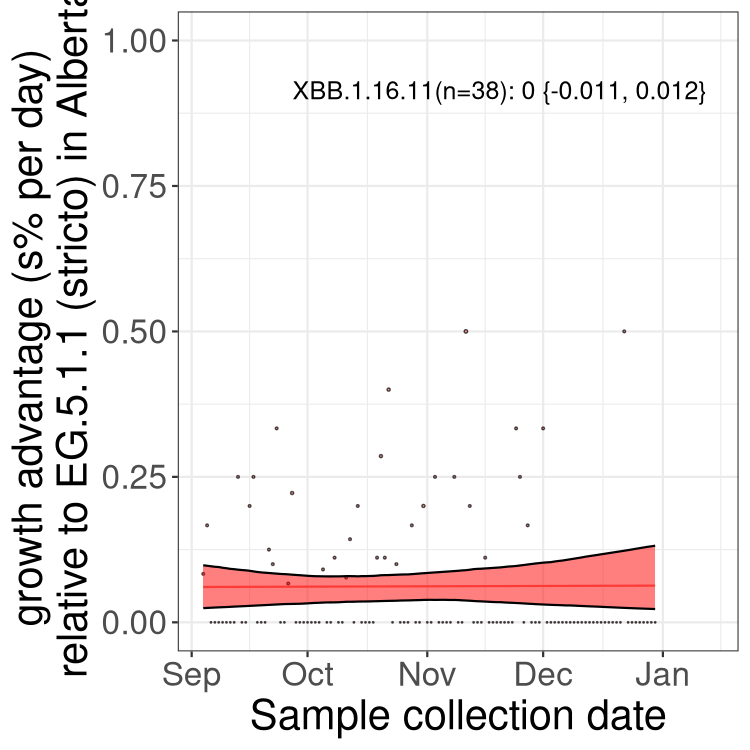 growth advantage (s% per day)
relative to EG.5.1.1 (stricto) in Alberta
1.00
0.75
0.50
0.25
0.00
XBB.1.16.11(n=38): 0 {-0.011, 0.012}
Sep Oct Nov Dec Jan
Sample collection date